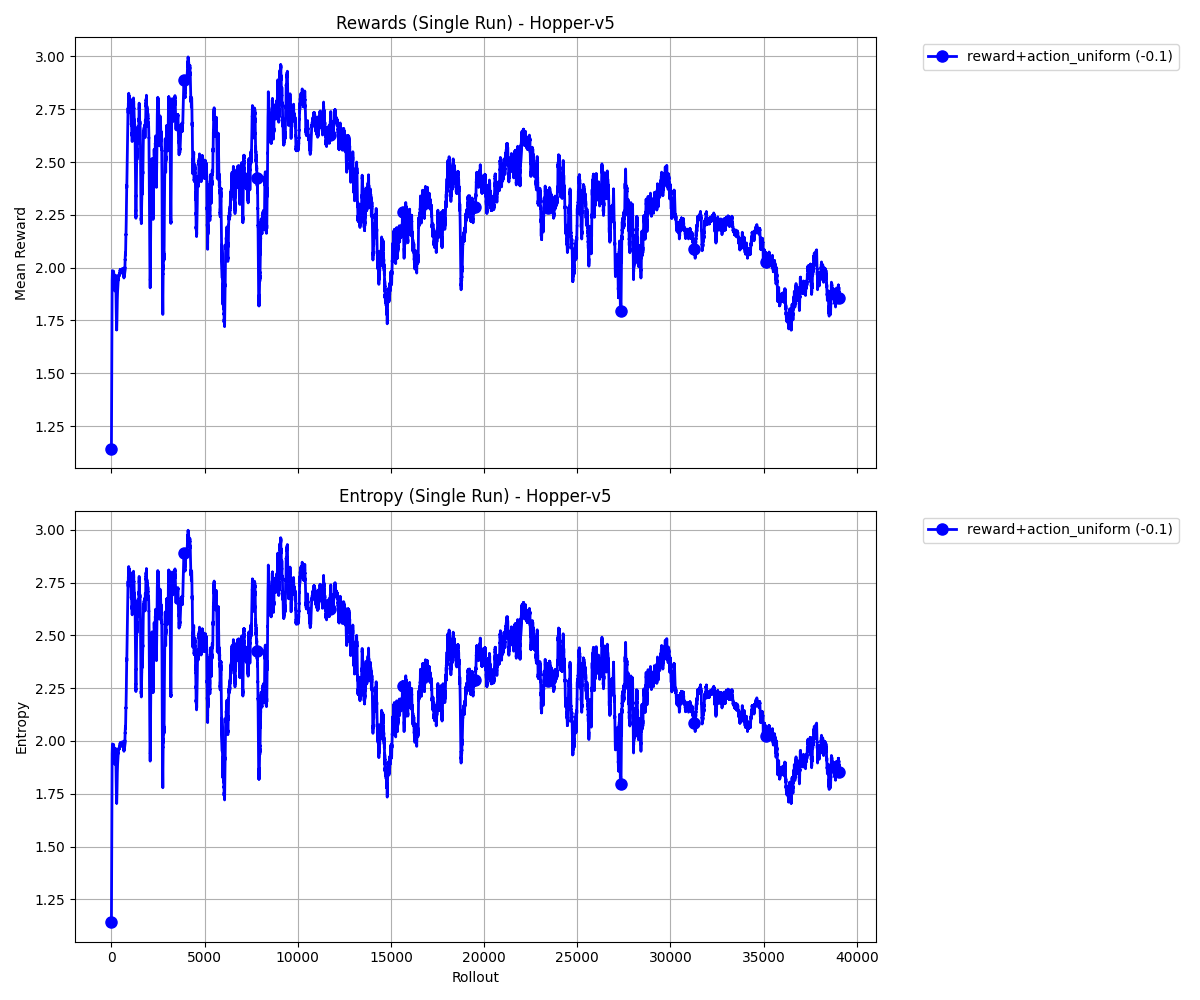 Rewards (Single Run) - Hopper-v5
reward+action_uniform (-0.1)
3.00
2.75
2.50
2.25
2.00
1.75
1.50
1.25
Mean Reward
Entropy (Single Run) - Hopper-v5
reward+action_uniform (-0.1)
3.00
2.75
2.50
2.25
2.00
1.75
1.50
1.25
Entropy
0 5000 10000 15000 20000 25000 30000 35000 40000
Rollout